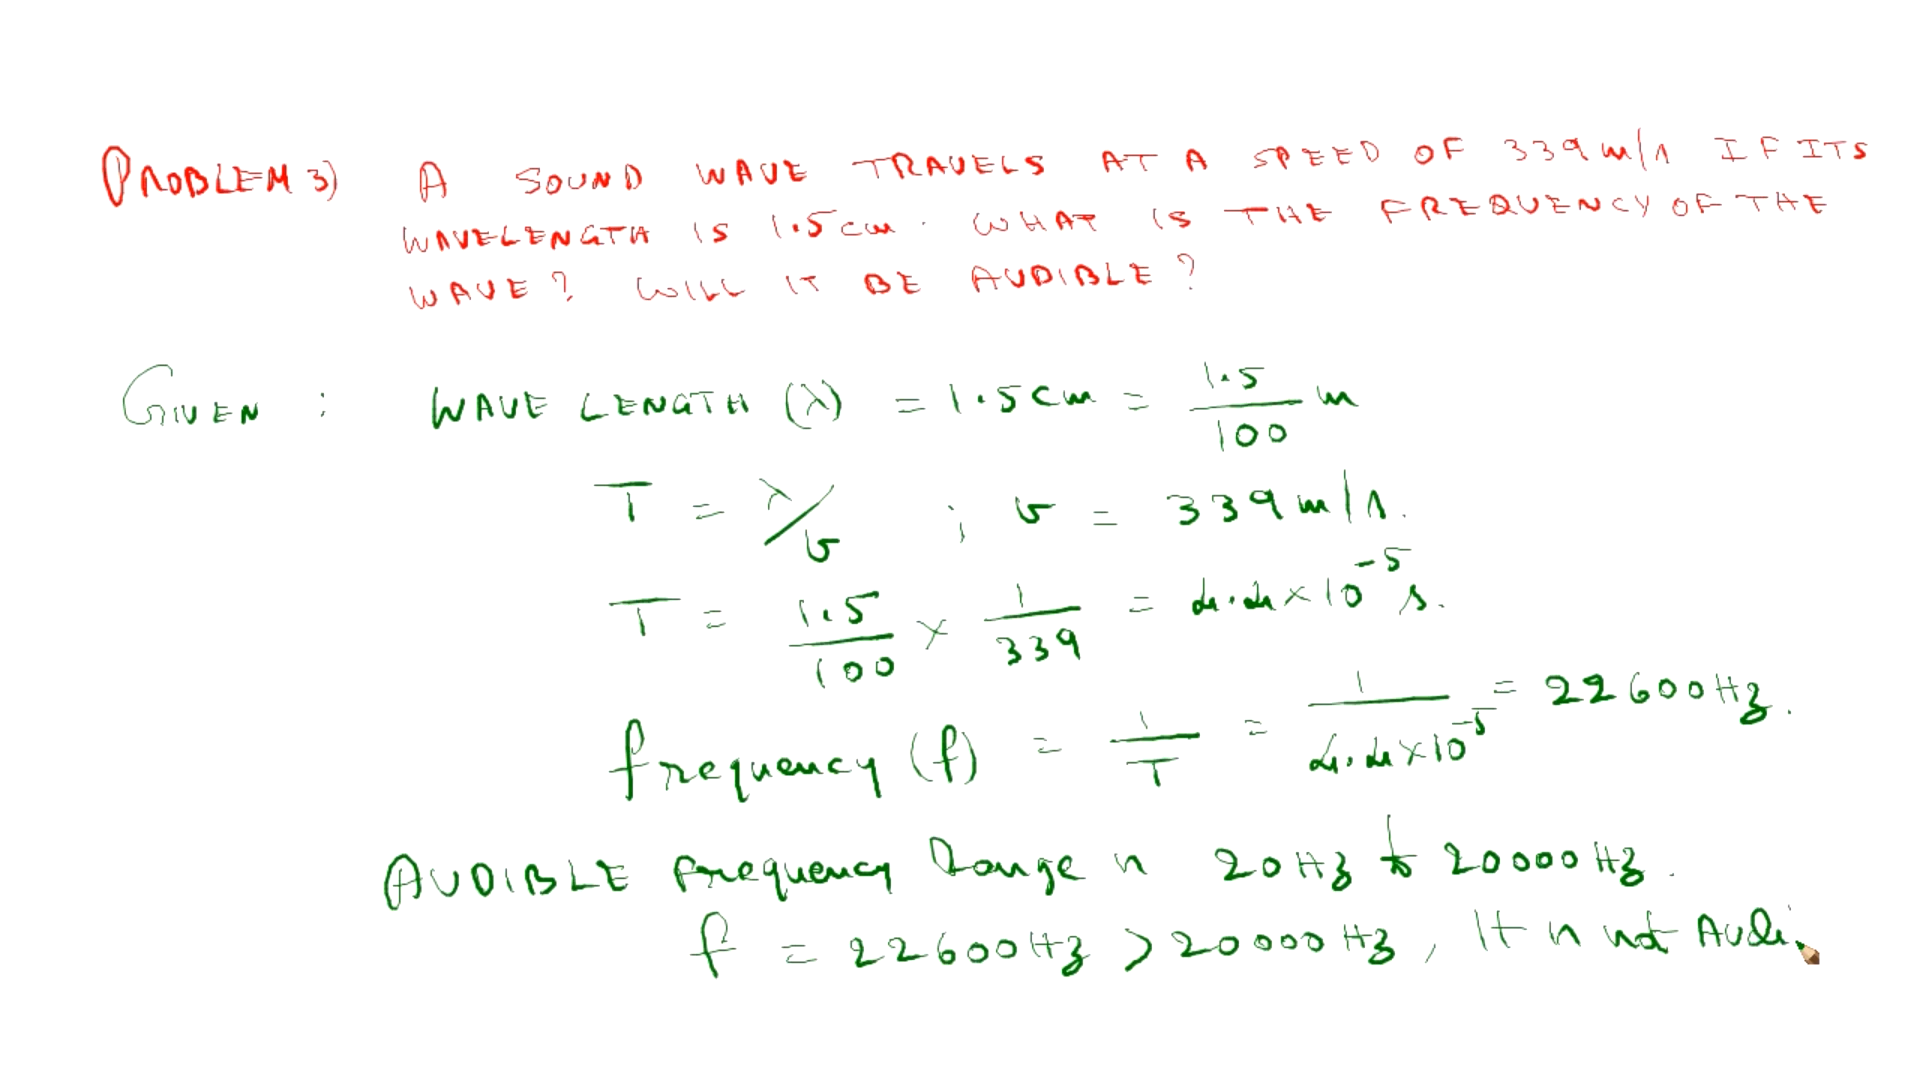 PROBLEM 3) A SOUND WAVE TRAVELS AT A SPEED OF 339 m/s IF ITS
WAVELENGTH IS 1.5 cm. WHAT IS THE FREQUENCY OF THE
WAVE? WILL IT BE AUDIBLE?
GIVEN : WAVE LENGTH (λ) = 1.5 cm = 1.5/100 m
T = λ/v ; v = 339 m/s.
T = 1.5/100 × 1/339 = 4.4 × 10⁻⁵ s.
frequency (f) = 1/T = 1/4.4×10⁻⁵ = 22600 Hz.
AUDIBLE frequency Range is 20 Hz to 20000 Hz.
f = 22600 Hz > 20000 Hz, It is not Audi